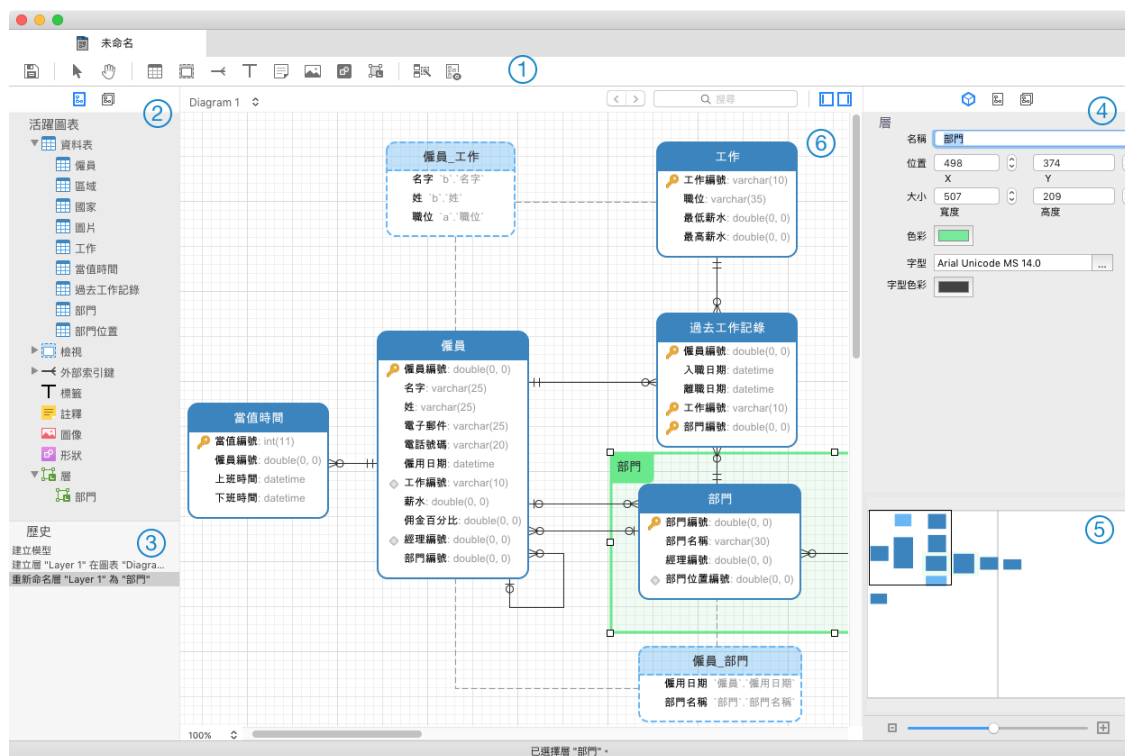 未命名
①
②
活躍圖表
資料表
僱員
區域
國家
圖片
工作
當值時間
過去工作記錄
部門
部門位置
檢視
外部索引鍵
標籤
註釋
圖像
形狀
層
部門
歷史
③
建立模型
建立層 "Layer 1" 在圖表 "Diagra...
重新命名層 "Layer 1" 為 "部門"
Diagram 1
搜尋
⑥
僱員_工作
名字 `b`.`名字`
姓 `b`.`姓`
職位 `a`.`職位`
工作
工作編號: varchar(10)
職位: varchar(35)
最低薪水: double(0, 0)
最高薪水: double(0, 0)
過去工作記錄
僱員編號: double(0, 0)
入職日期: datetime
離職日期: datetime
工作編號: varchar(10)
部門編號: double(0, 0)
僱員
僱員編號: double(0, 0)
名字: varchar(25)
姓: varchar(25)
電子郵件: varchar(25)
電話號碼: varchar(20)
僱用日期: datetime
工作編號: varchar(10)
薪水: double(0, 0)
佣金百分比: double(0, 0)
經理編號: double(0, 0)
部門編號: double(0, 0)
當值時間
當值編號: int(11)
僱員編號: double(0, 0)
上班時間: datetime
下班時間: datetime
部門
部門
部門編號: double(0, 0)
部門名稱: varchar(30)
經理編號: double(0, 0)
部門位置編號: double(0, 0)
僱員_部門
僱用日期 `僱員`.`僱用日期`
部門名稱 `部門`.`部門名稱`
100%
④
層
名稱 部門
位置 498 374
X Y
大小 507 209
寬度 高度
色彩
字型 Arial Unicode MS 14.0 ...
字型色彩
⑤
已選擇層 "部門"。